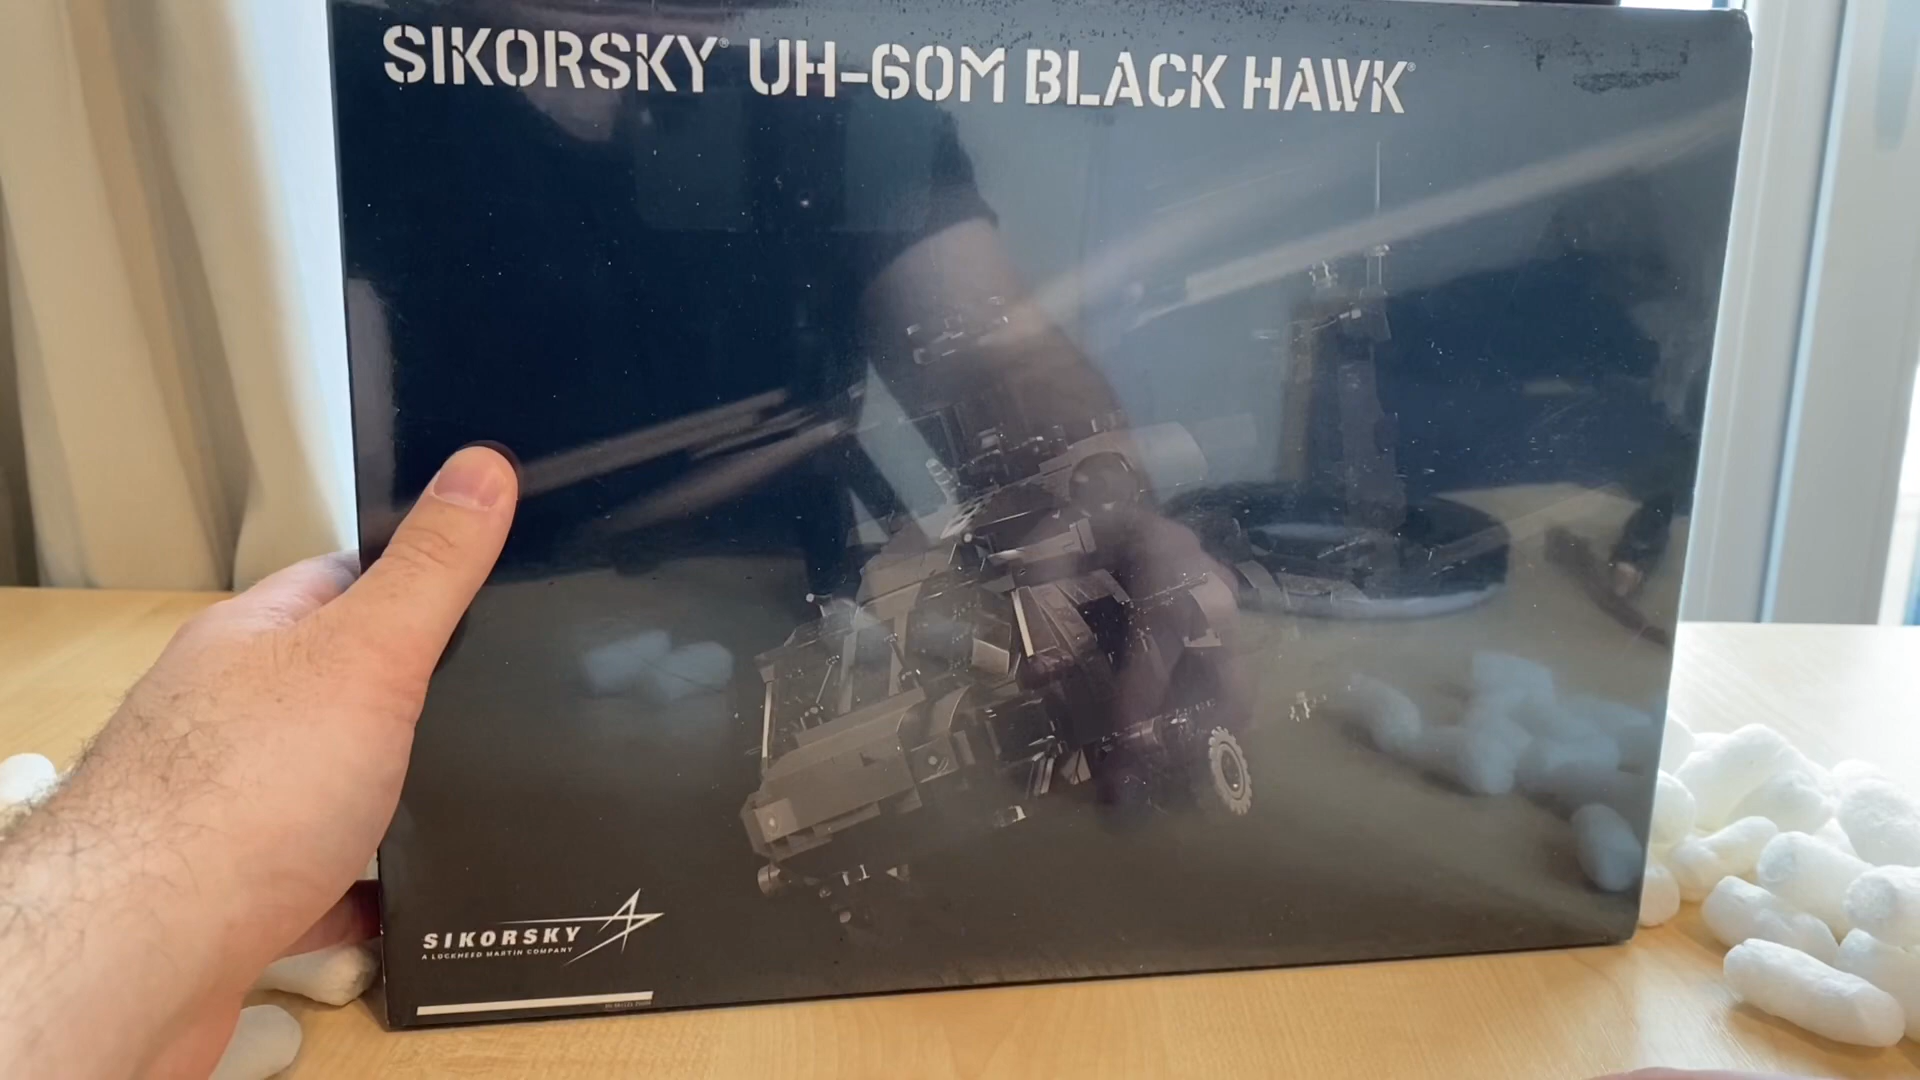 SIKORSKY® UH-60M BLACK HAWK®
SIKORSKY
A LOCKHEED MARTIN COMPANY